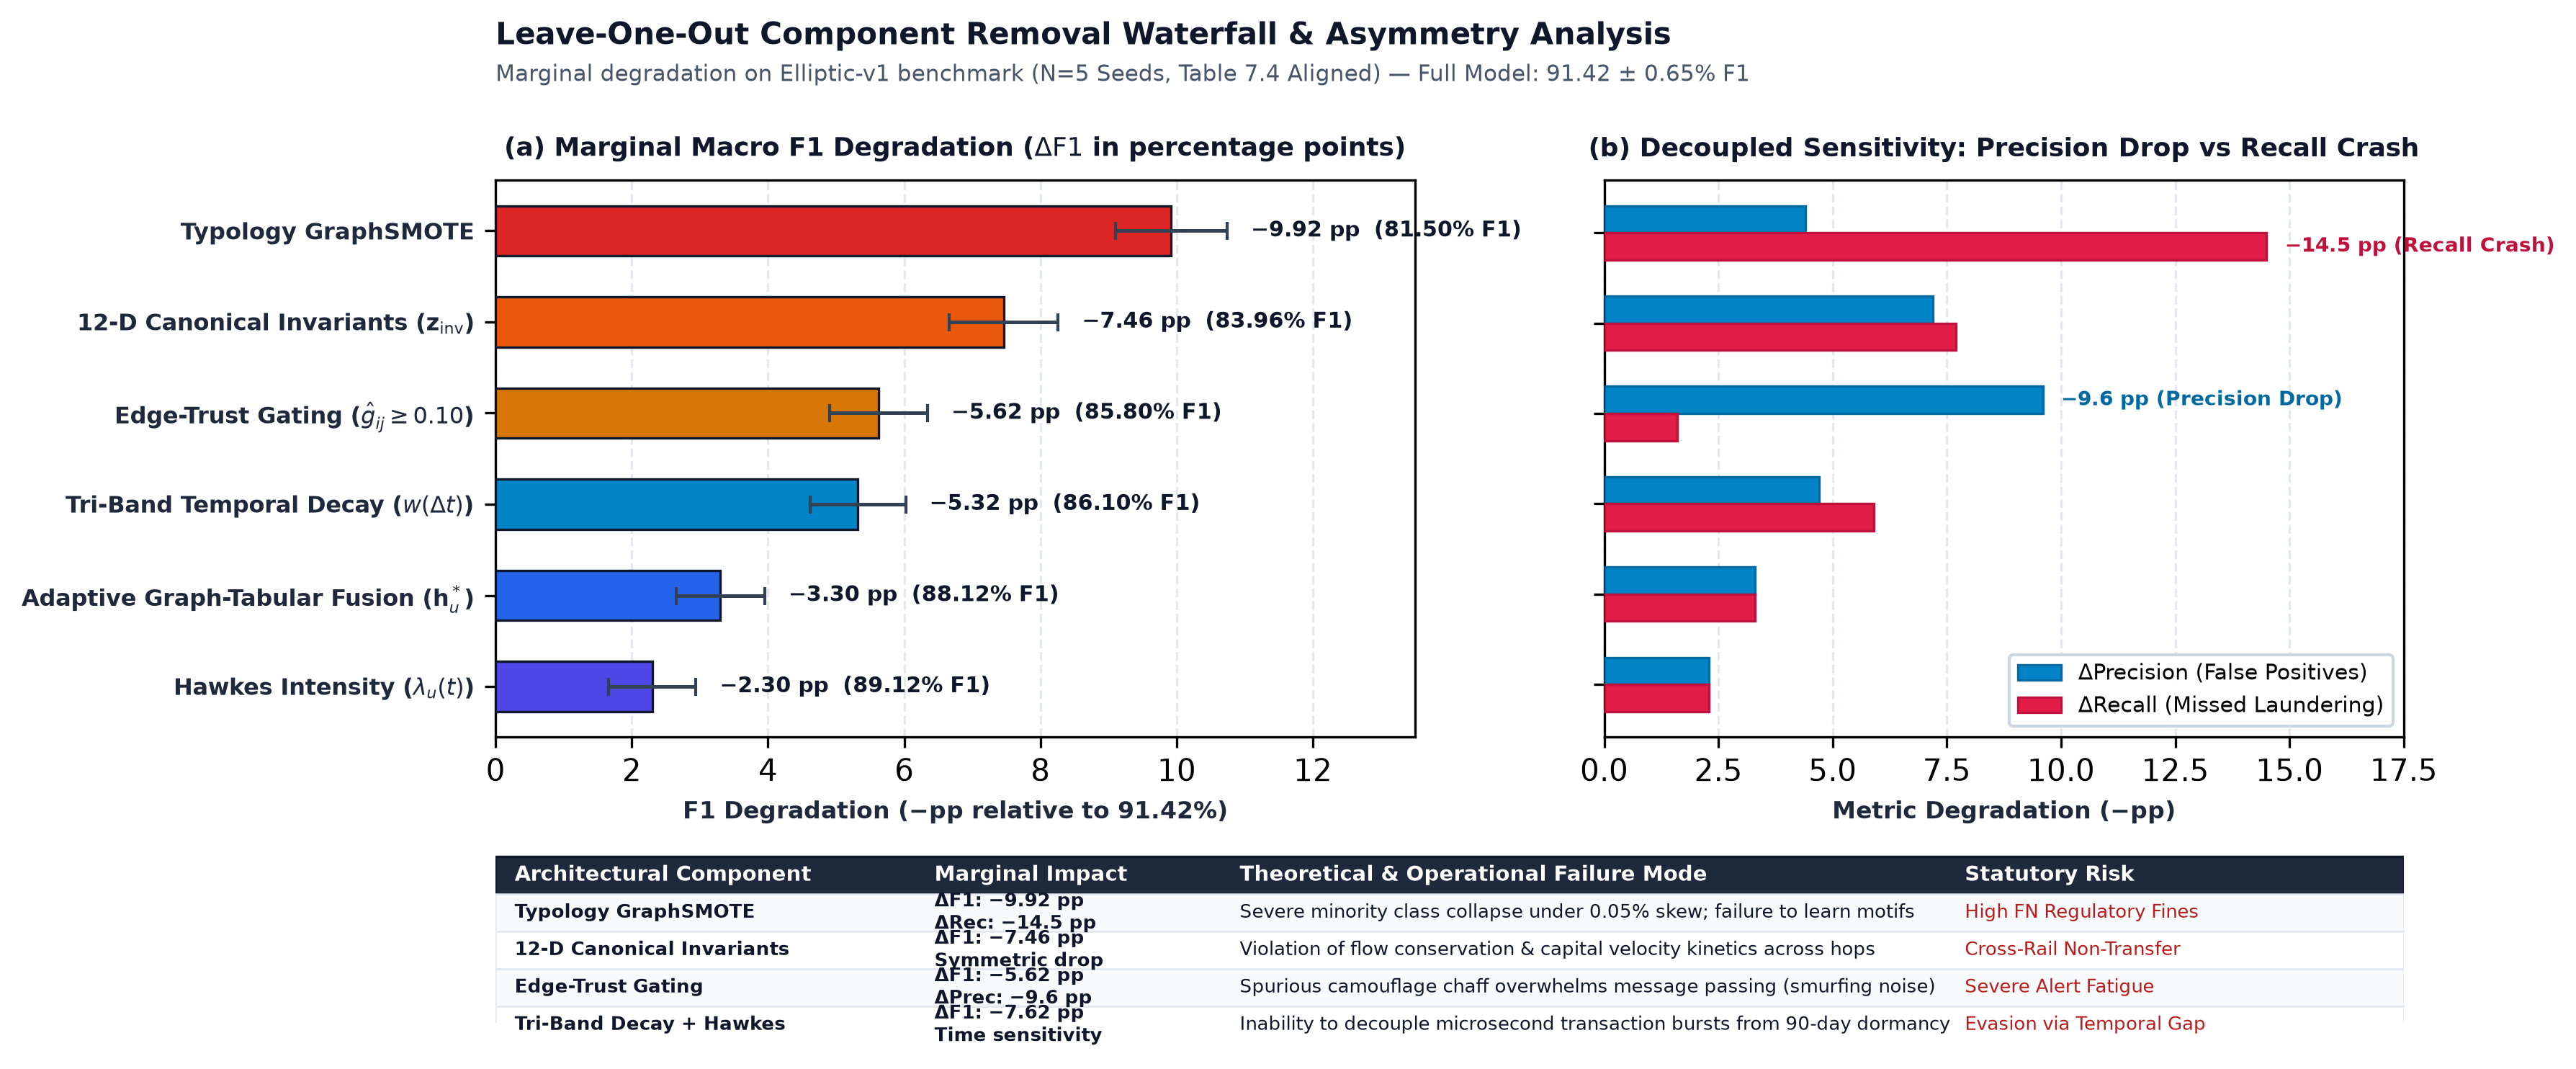 Leave-One-Out Component Removal Waterfall & Asymmetry Analysis
Marginal degradation on Elliptic-v1 benchmark (N=5 Seeds, Table 7.4 Aligned) — Full Model: 91.42 ± 0.65% F1
(a) Marginal Macro F1 Degradation (ΔF1 in percentage points)
Typology GraphSMOTE
−9.92 pp (81.50% F1)
12-D Canonical Invariants (z_inv)
−7.46 pp (83.96% F1)
Edge-Trust Gating (ĝ_ij ≥ 0.10)
−5.62 pp (85.80% F1)
Tri-Band Temporal Decay (w(Δt))
−5.32 pp (86.10% F1)
Adaptive Graph-Tabular Fusion (h_u^*)
−3.30 pp (88.12% F1)
Hawkes Intensity (λ_u(t))
−2.30 pp (89.12% F1)
0 2 4 6 8 10 12
F1 Degradation (−pp relative to 91.42%)
(b) Decoupled Sensitivity: Precision Drop vs Recall Crash
−14.5 pp (Recall Crash)
−9.6 pp (Precision Drop)
ΔPrecision (False Positives)
ΔRecall (Missed Laundering)
0.0 2.5 5.0 7.5 10.0 12.5 15.0 17.5
Metric Degradation (−pp)
Architectural Component Marginal Impact Theoretical & Operational Failure Mode Statutory Risk
Typology GraphSMOTE
ΔF1: −9.92 pp
ΔRec: −14.5 pp
Severe minority class collapse under 0.05% skew; failure to learn motifs
High FN Regulatory Fines
12-D Canonical Invariants
ΔF1: −7.46 pp
Symmetric drop
Violation of flow conservation & capital velocity kinetics across hops
Cross-Rail Non-Transfer
Edge-Trust Gating
ΔF1: −5.62 pp
ΔPrec: −9.6 pp
Spurious camouflage chaff overwhelms message passing (smurfing noise)
Severe Alert Fatigue
Tri-Band Decay + Hawkes
ΔF1: −7.62 pp
Time sensitivity
Inability to decouple microsecond transaction bursts from 90-day dormancy
Evasion via Temporal Gap